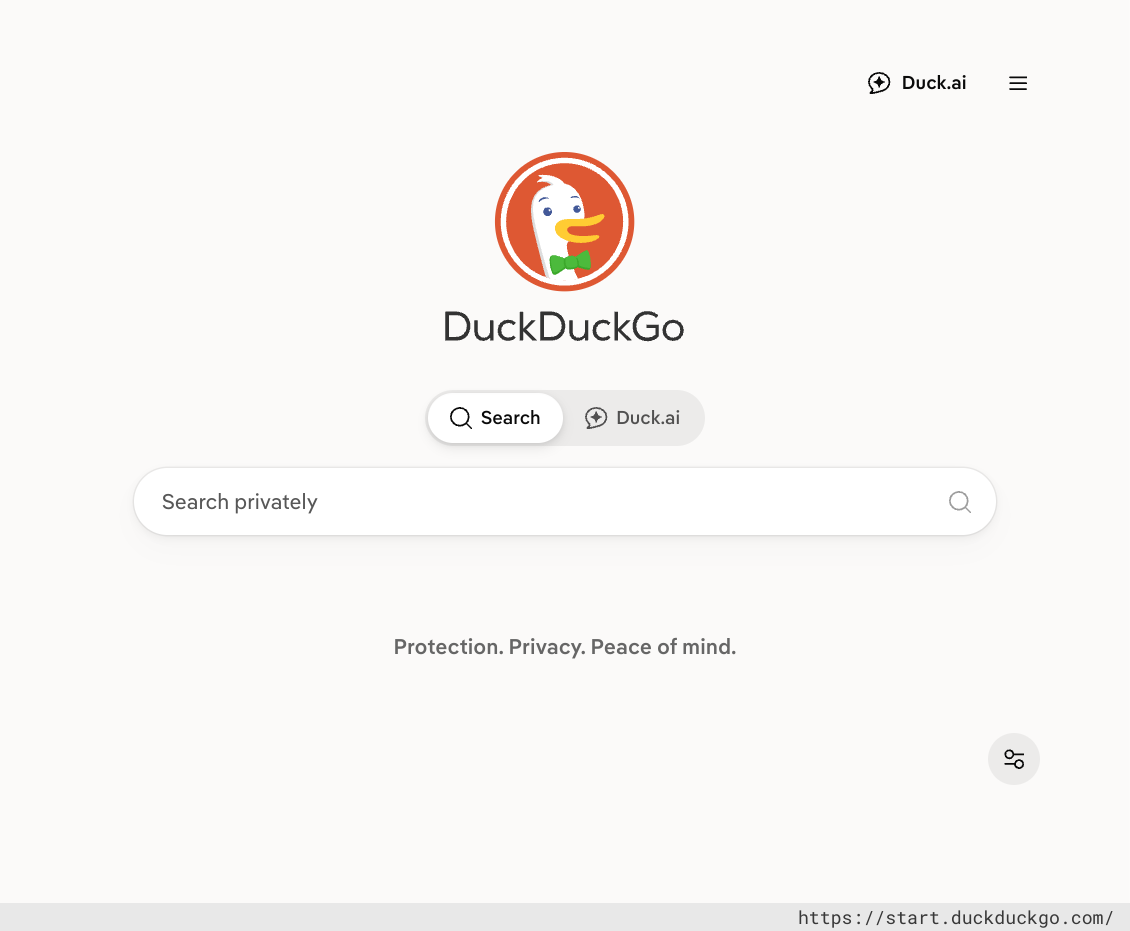 Duck.ai
DuckDuckGo
Search
Duck.ai
Search privately
Protection. Privacy. Peace of mind.
https://start.duckduckgo.com/